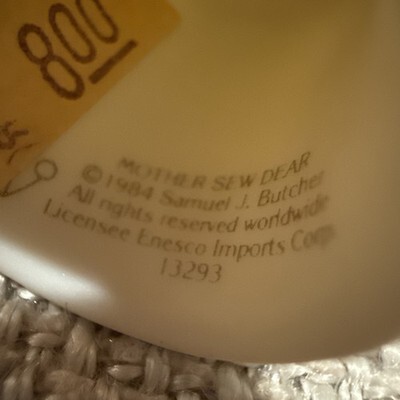 800
MOTHER SEW DEAR
©1984 Samuel J. Butcher
All rights reserved worldwide
Licensee Enesco Imports Corp.
13293